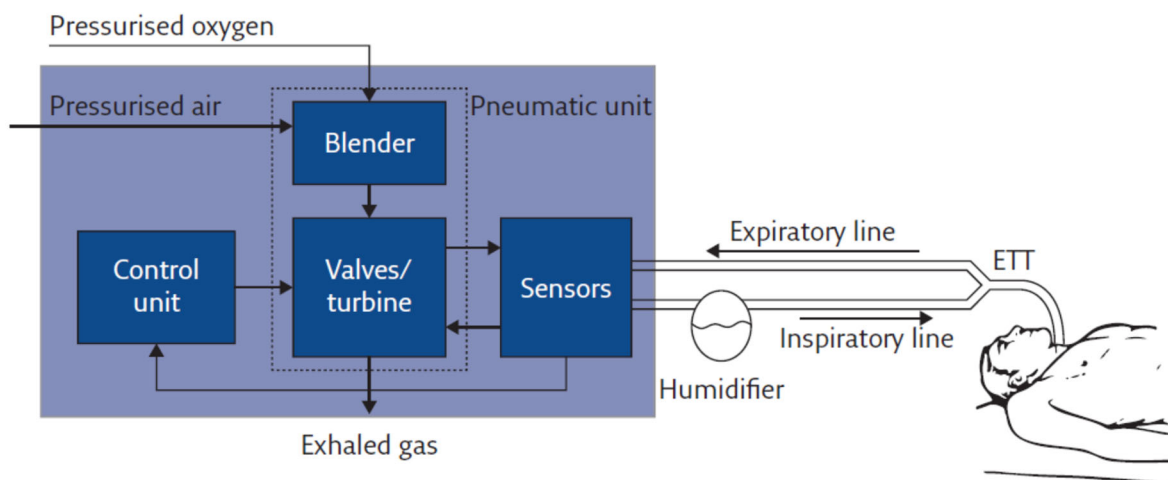 Pressurised oxygen
Pressurised air
Pneumatic unit
Blender
Control
unit
Valves/
turbine
Sensors
Expiratory line
ETT
Inspiratory line
Humidifier
Exhaled gas